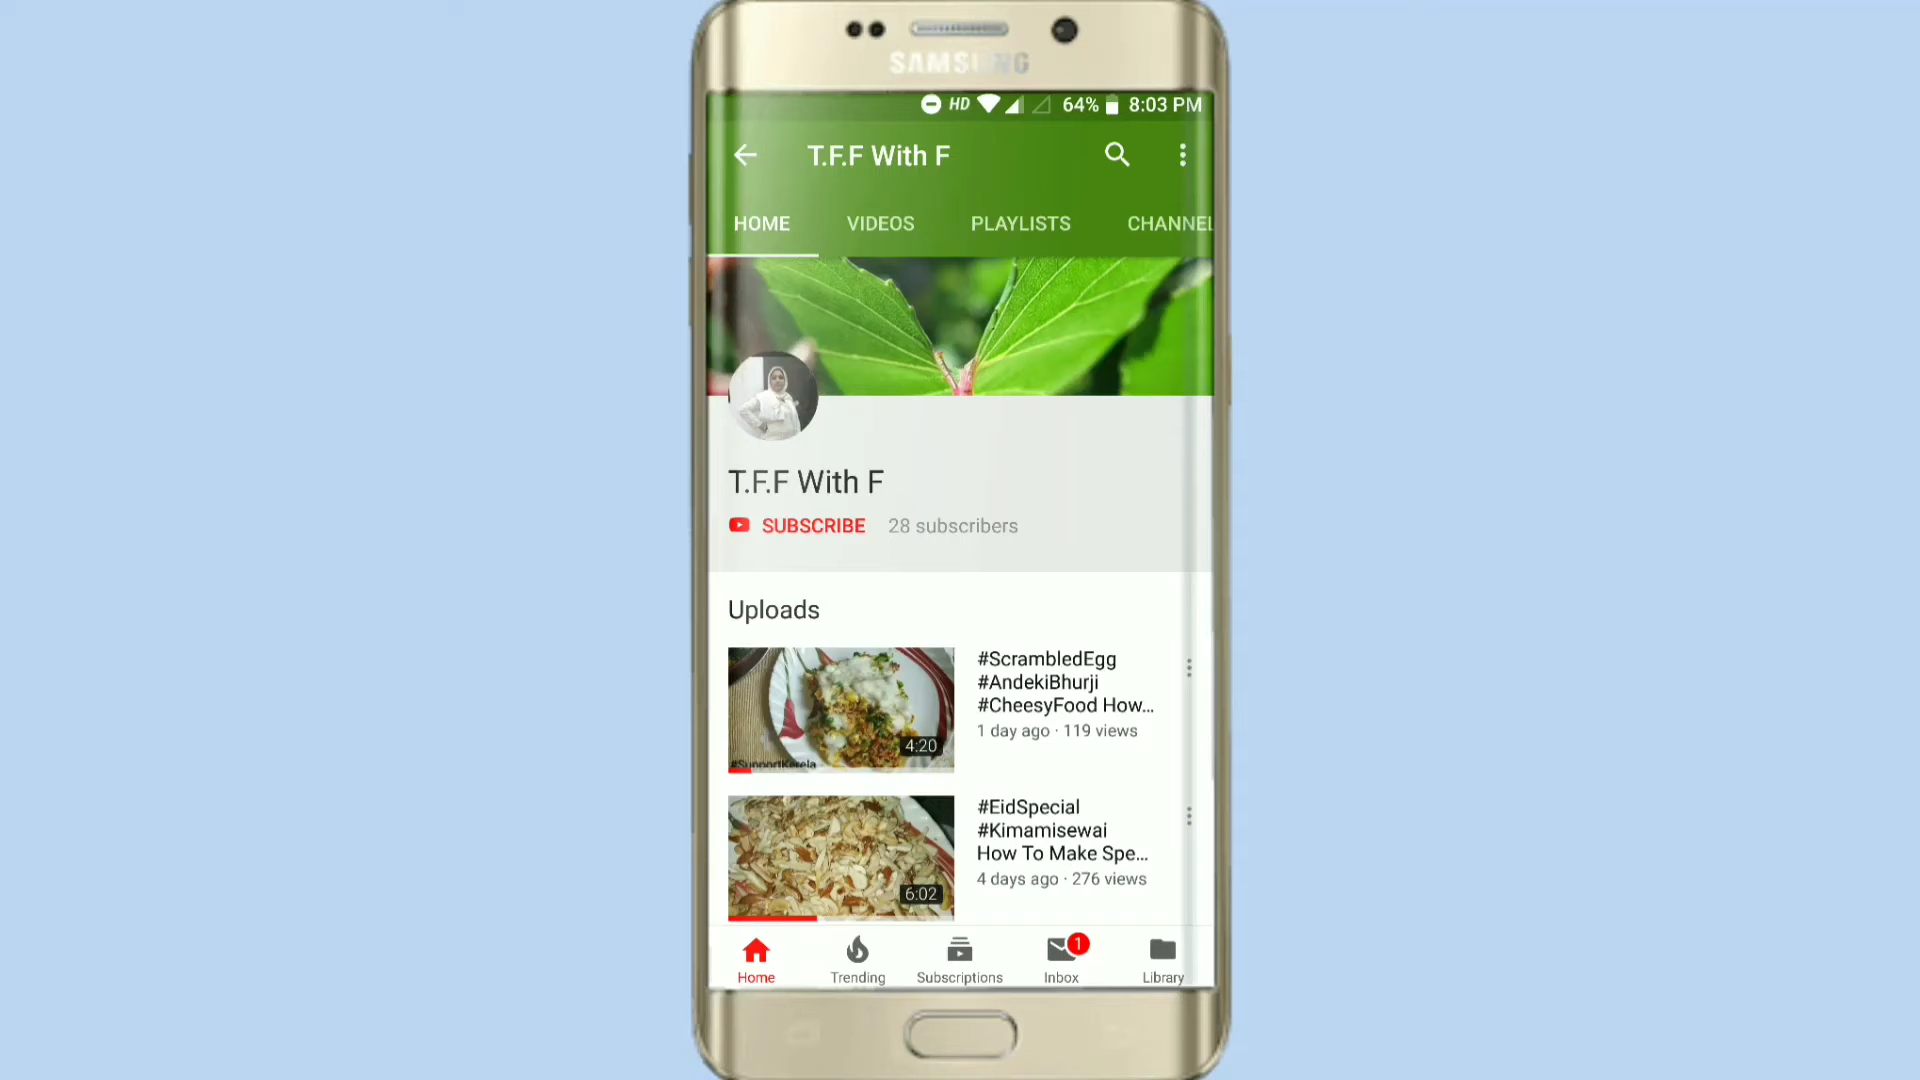 SAMSUNG
HD 64% 8:03 PM
T.F.F With F
HOME VIDEOS PLAYLISTS CHANNEL
T.F.F With F
SUBSCRIBE 28 subscribers
Uploads
#ScrambledEgg
#AndekiBhurji
#CheesyFood How...
1 day ago · 119 views
4:20
#SupportKerela
#EidSpecial
#Kimamisewai
How To Make Spe...
4 days ago · 276 views
6:02
1
Home Trending Subscriptions Inbox Library